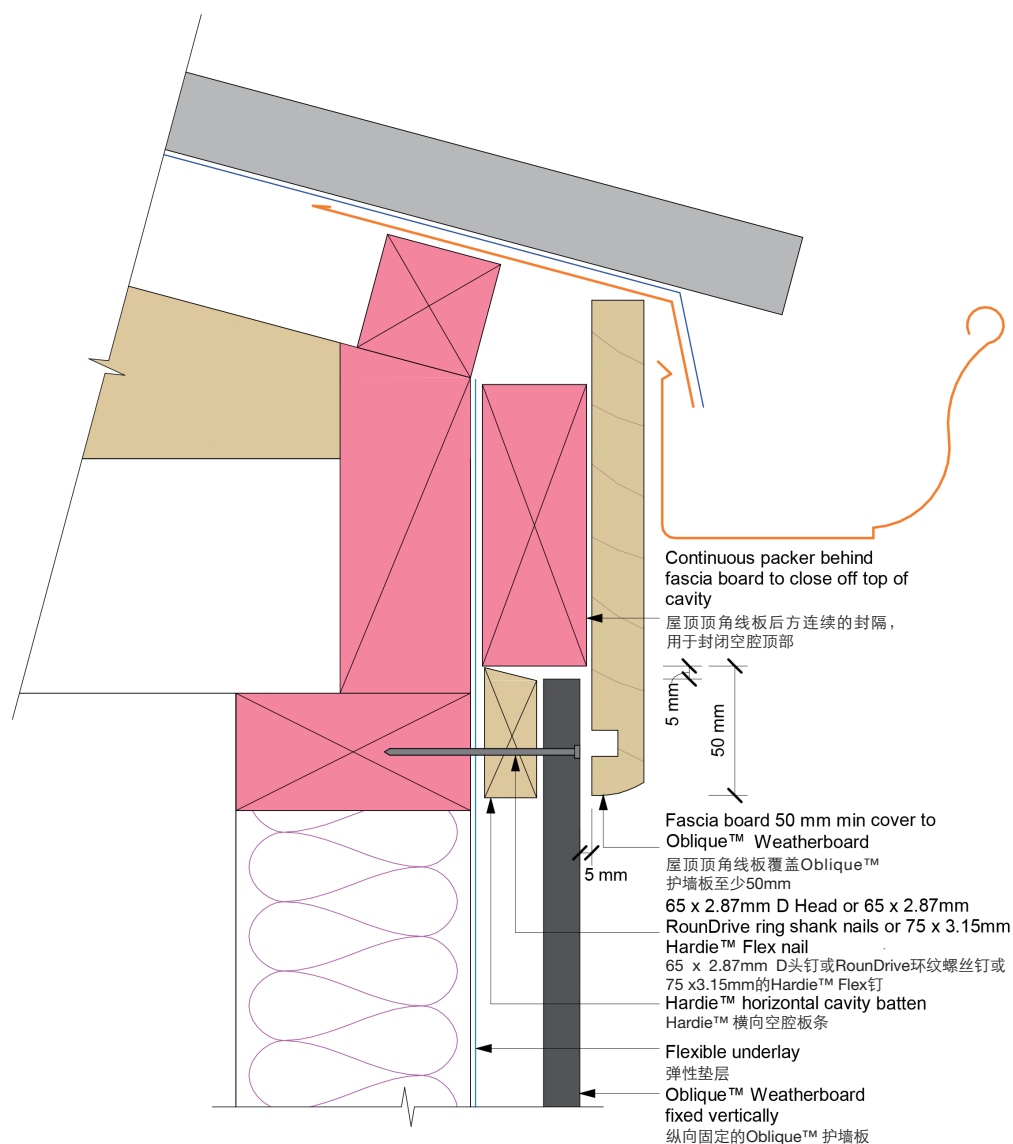 Continuous packer behind
fascia board to close off top of
cavity
屋顶顶角线板后方连续的封隔，
用于封闭空腔顶部
5 mm
50 mm
Fascia board 50 mm min cover to
Oblique™ Weatherboard
屋顶顶角线板覆盖Oblique™
护墙板至少50mm
5 mm
65 x 2.87mm D Head or 65 x 2.87mm
RounDrive ring shank nails or 75 x 3.15mm
Hardie™ Flex nail
65 x 2.87mm D头钉或RounDrive环纹螺丝钉或
75 x3.15mm的Hardie™ Flex钉
Hardie™ horizontal cavity batten
Hardie™ 横向空腔板条
Flexible underlay
弹性垫层
Oblique™ Weatherboard
fixed vertically
纵向固定的Oblique™ 护墙板